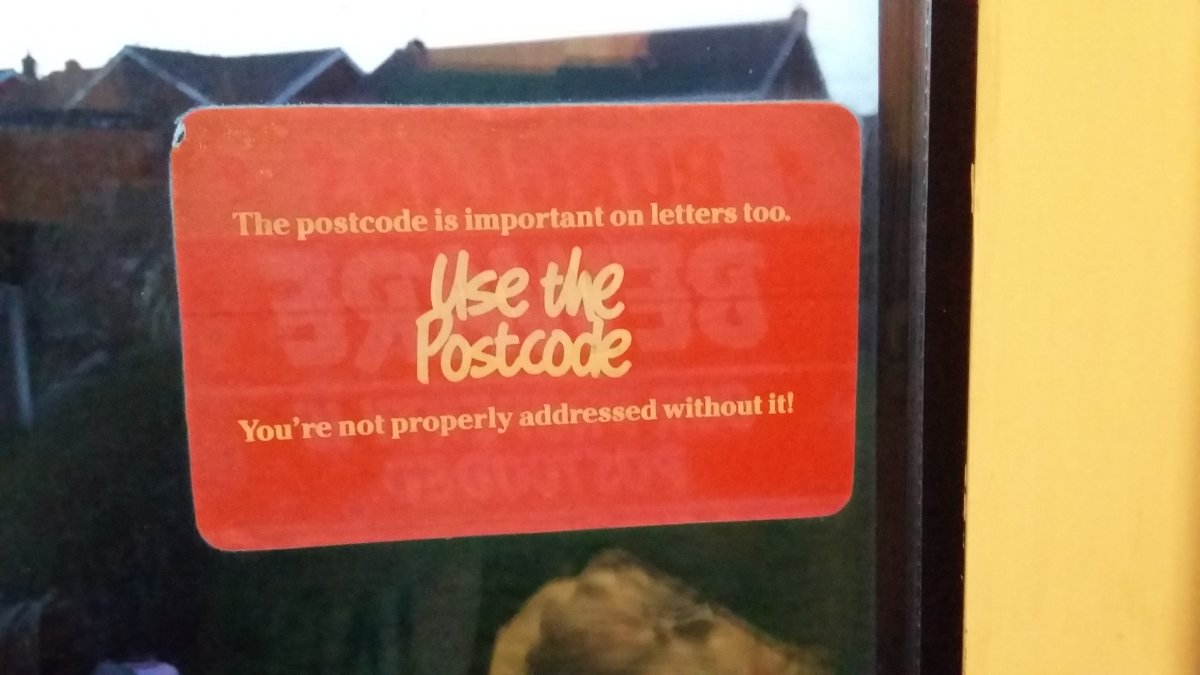 The postcode is important on letters too.
Use the
Postcode
You're not properly addressed without it!